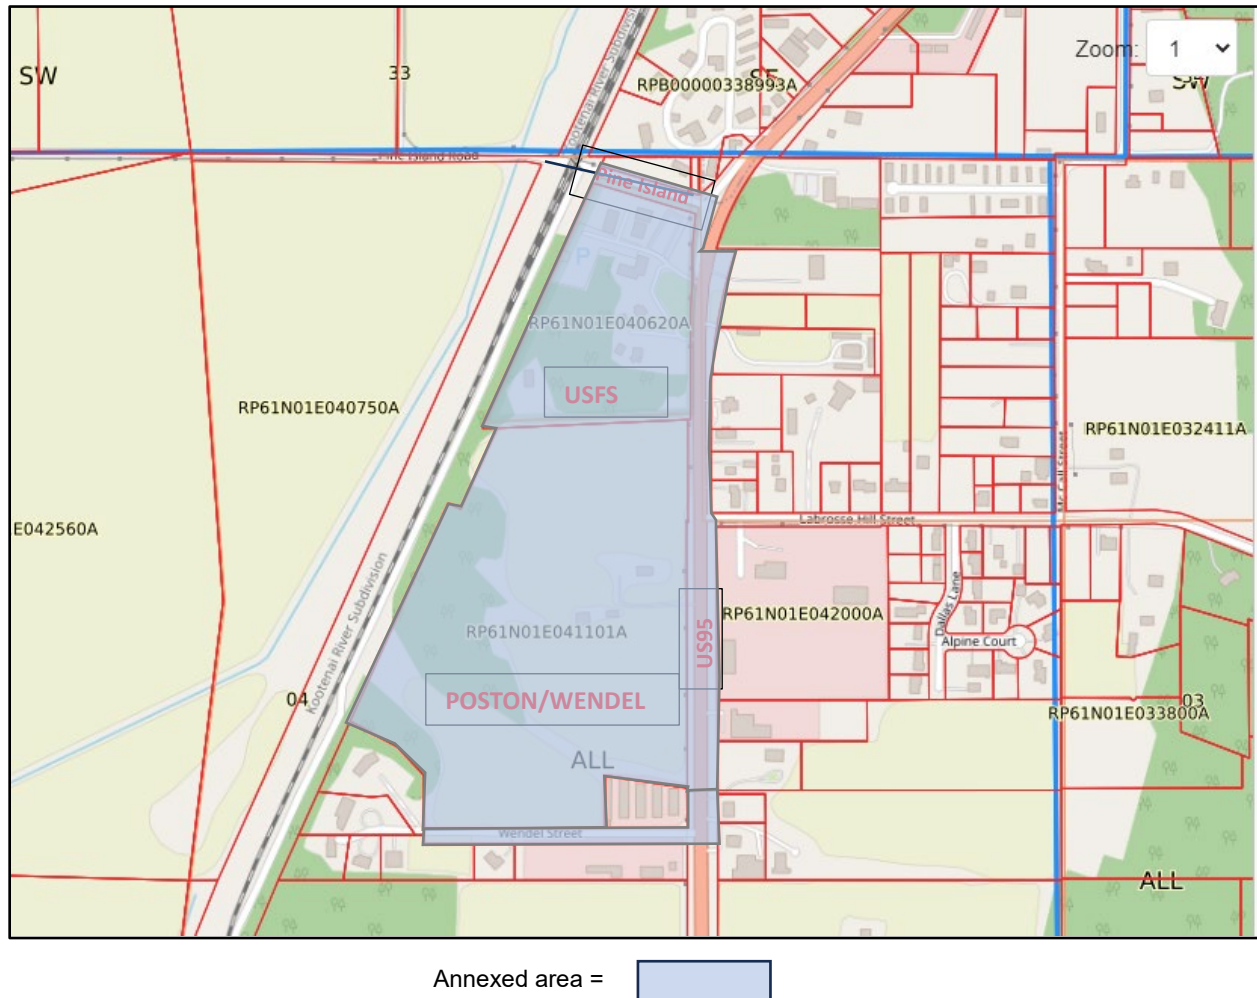 Zoom: 1
SW
33
SE
SW
RPB00000338993A
Kootenai River Subdivision
Pine Island Road
Pine Island
P
RP61N01E040620A
USFS
RP61N01E040750A
RP61N01E032411A
Mc Call Street
Labrosse Hill Street
E042560A
Kootenai River Subdivision
RP61N01E041101A
US95
RP61N01E042000A
Dallas Lane
Alpine Court
04
POSTON/WENDEL
03
RP61N01E033800A
ALL
Wendel Street
ALL
Annexed area =